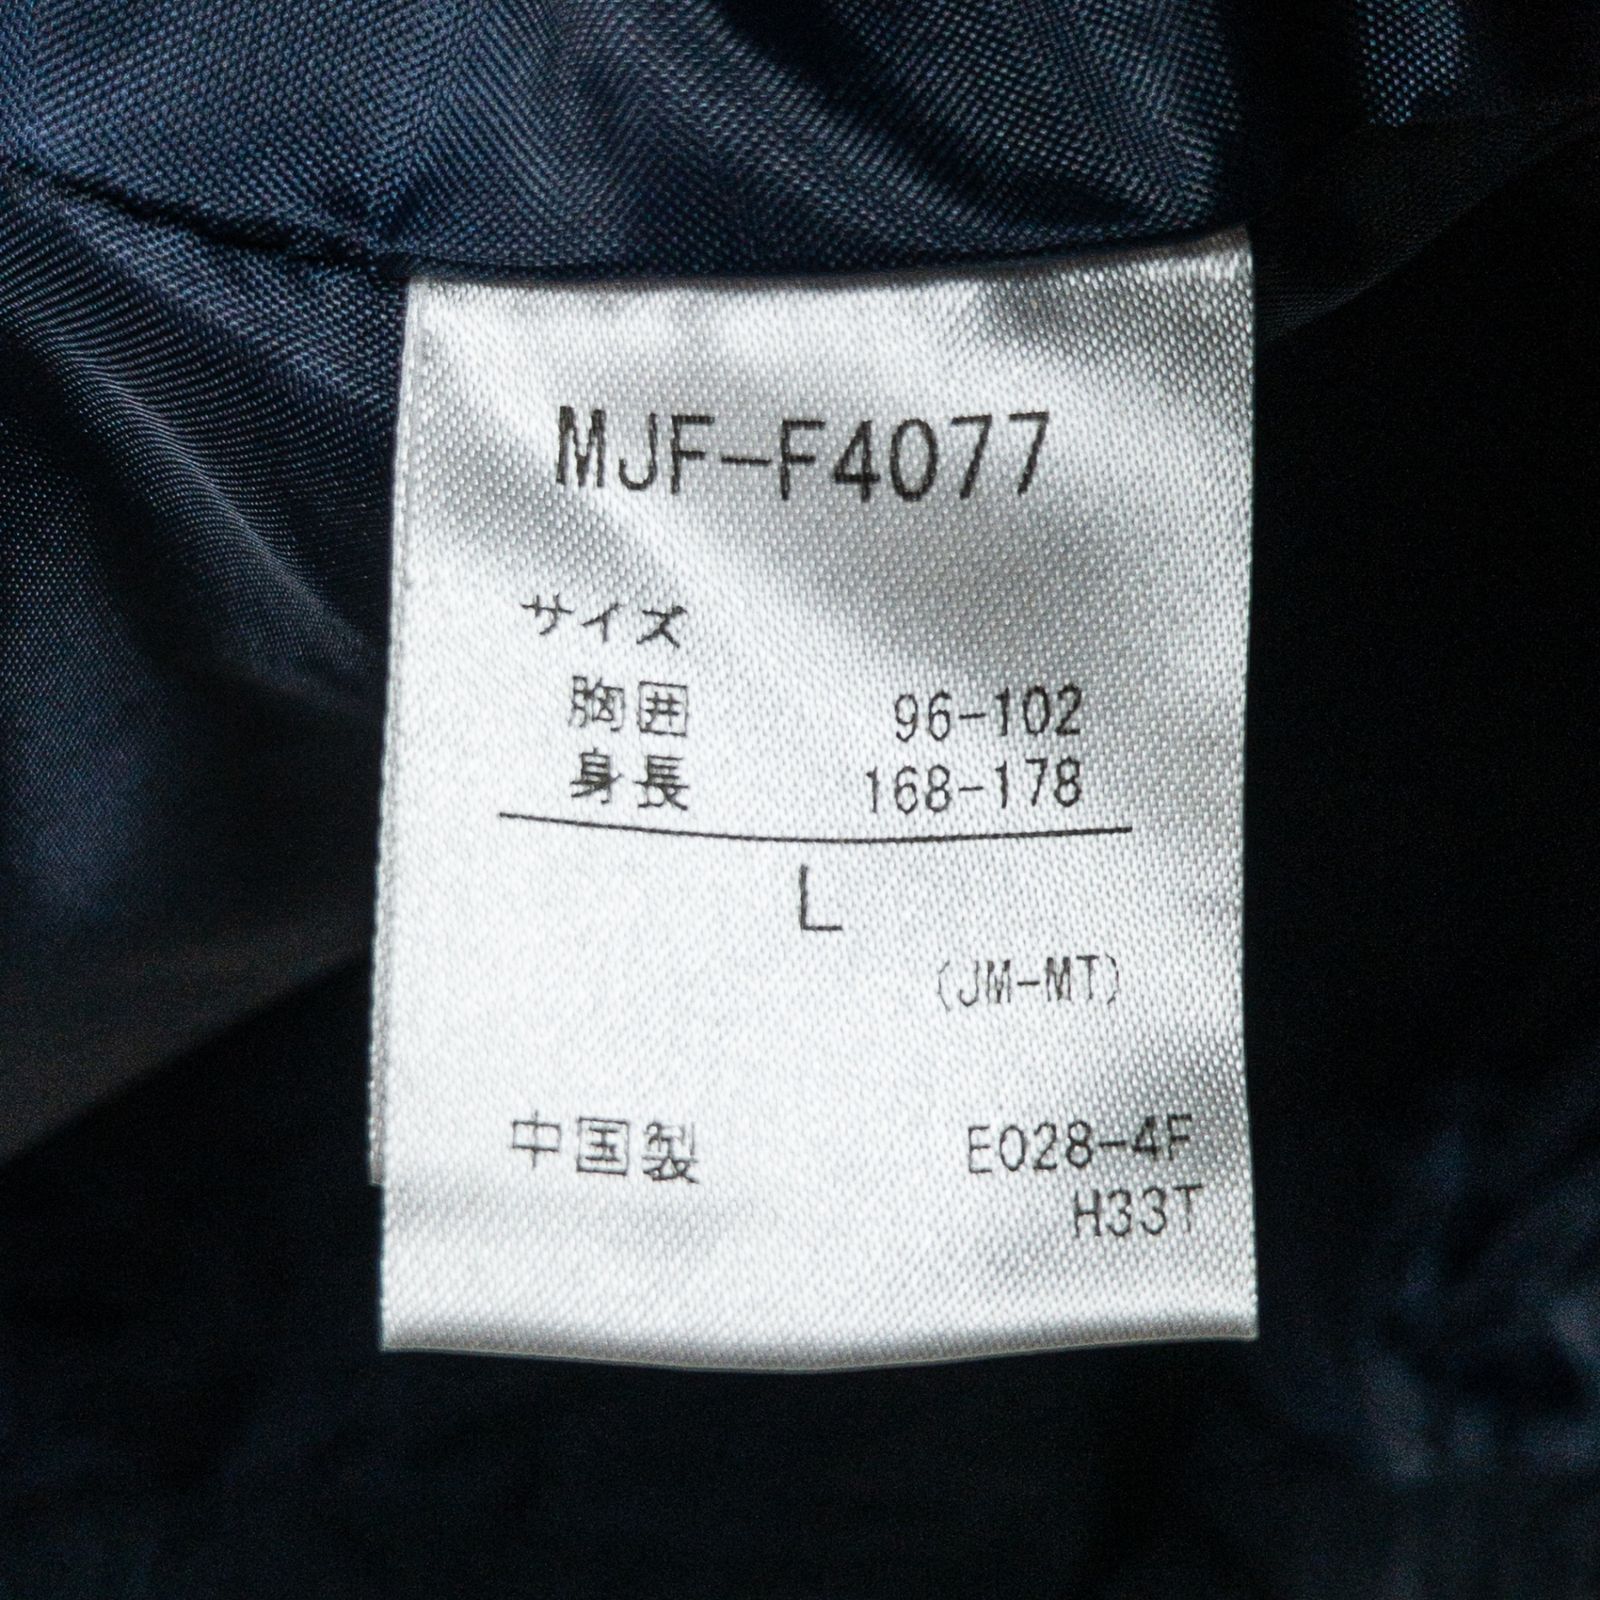 MJF-F4077
サイズ
胸囲 96-102
身長 168-178
L
(JM-MT)
中国製 E028-4F
H33T